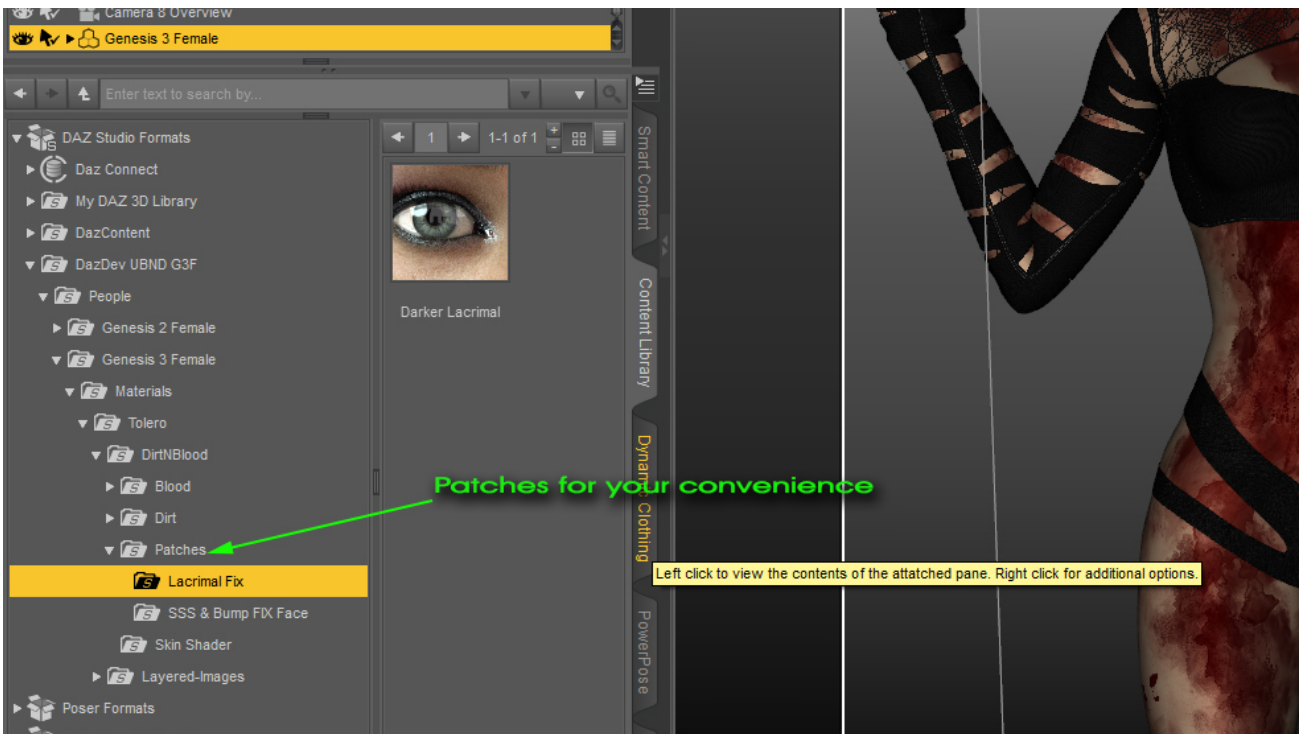 Camera 8 Overview
Genesis 3 Female
Enter text to search by...
DAZ Studio Formats
1
1-1 of 1
Daz Connect
My DAZ 3D Library
DazContent
DazDev UBND G3F
People
Darker Lacrimal
Genesis 2 Female
Genesis 3 Female
Materials
Tolero
DirtNBlood
Blood
Patches for your convenience
Dirt
Patches
Left click to view the contents of the attatched pane. Right click for additional options.
Lacrimal Fix
SSS & Bump FIX Face
Skin Shader
Layered-Images
Poser Formats
Smart Content
Content Library
Dynamic Clothing
PowerPose